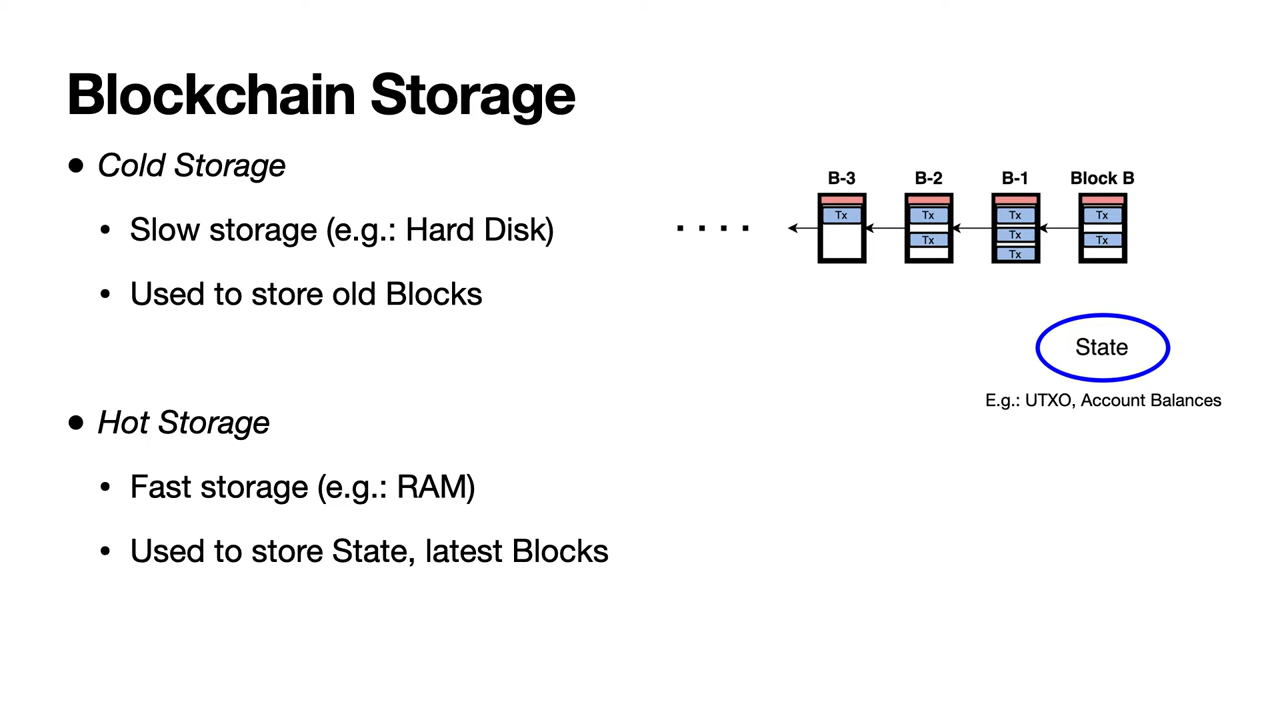 Blockchain Storage
• Cold Storage
• Slow storage (e.g.: Hard Disk)
• Used to store old Blocks
• Hot Storage
• Fast storage (e.g.: RAM)
• Used to store State, latest Blocks
. . . .
B-3
B-2
B-1
Block B
Tx
Tx
Tx
Tx
Tx
Tx
Tx
Tx
State
E.g.: UTXO, Account Balances